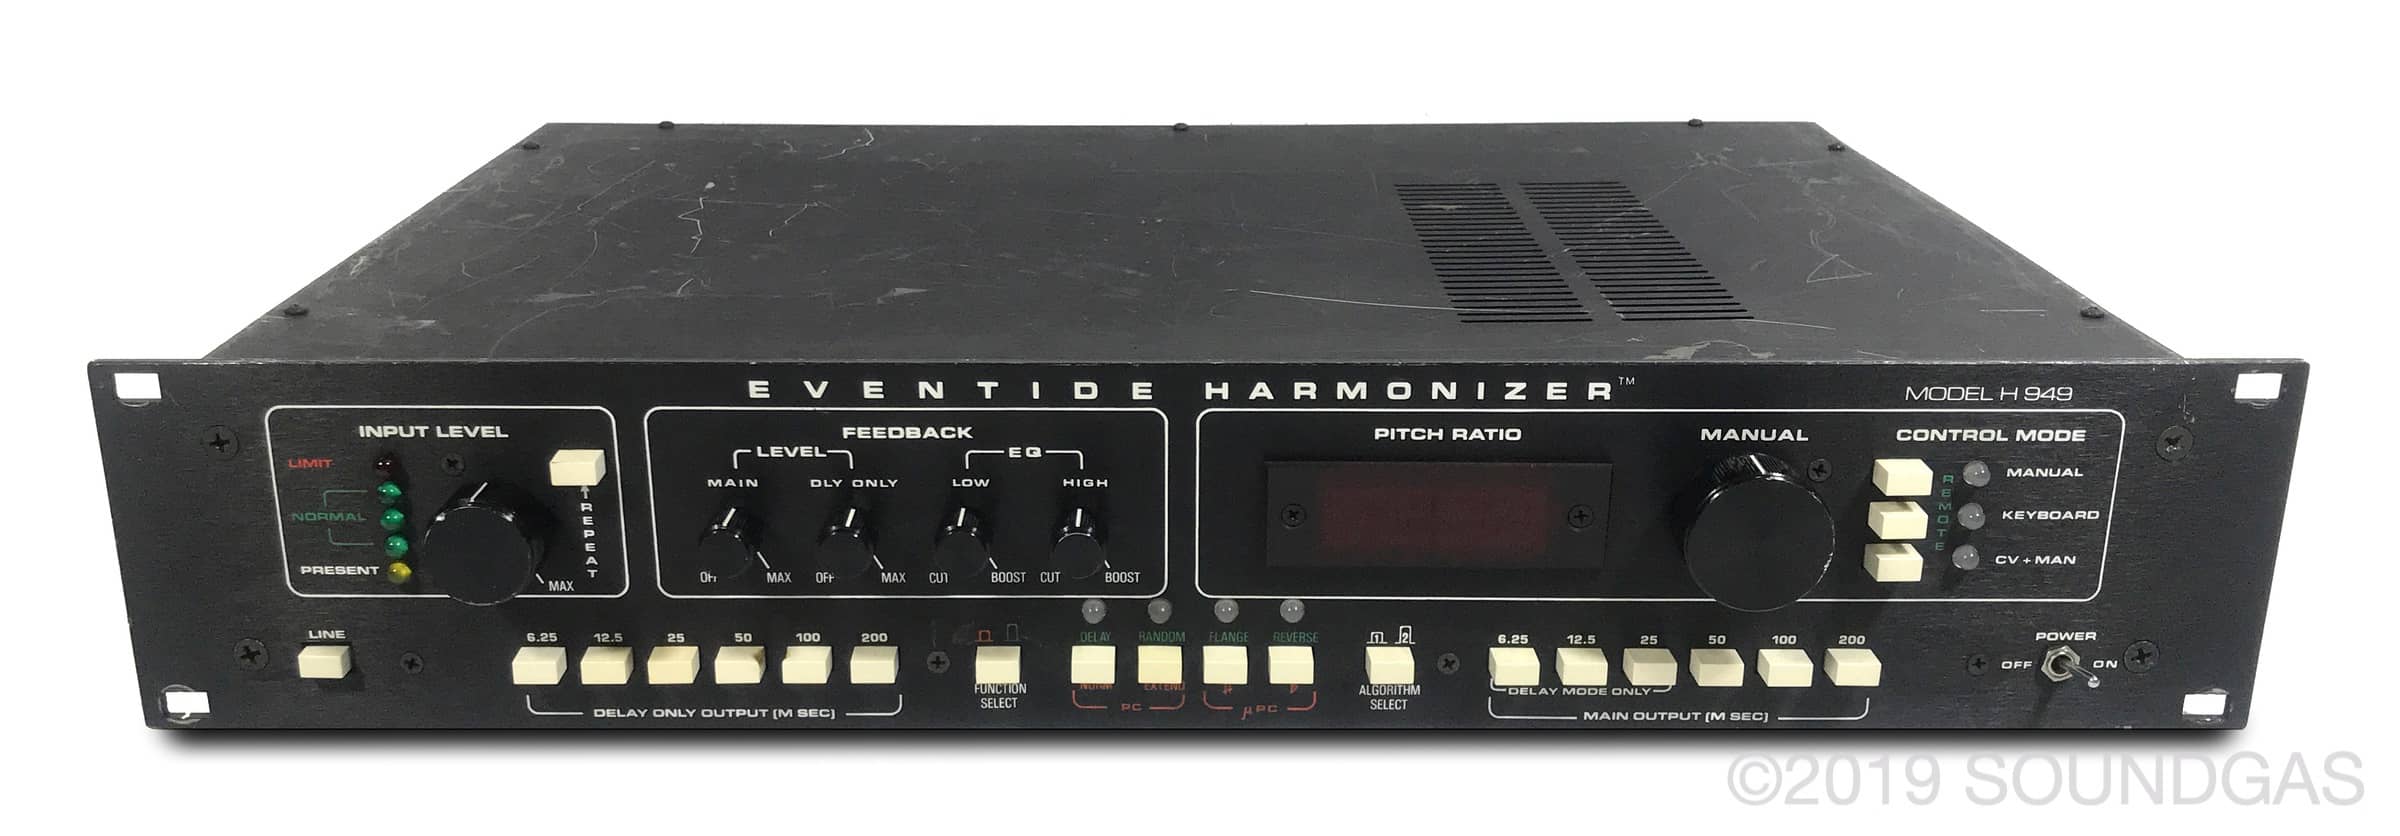 EVENTIDE HARMONIZER™
MODEL H 949
INPUT LEVEL
LIMIT
NORMAL
PRESENT
MAX
REPEAT
FEEDBACK
LEVEL
EQ
MAIN
DLY ONLY
LOW
HIGH
OFF
MAX
OFF
MAX
CUT
BOOST
CUT
BOOST
PITCH RATIO
MANUAL
CONTROL MODE
REMOTE
MANUAL
KEYBOARD
CV + MAN
LINE
6.25 12.5 25 50 100 200
DELAY ONLY OUTPUT (M SEC)
FUNCTION
SELECT
DELAY RANDOM FLANGE REVERSE
NORM EXTEND
PC
μPC
1 2
ALGORITHM
SELECT
6.25 12.5 25 50 100 200
DELAY MODE ONLY
MAIN OUTPUT (M SEC)
POWER
OFF ON
©2019 SOUNDGAS